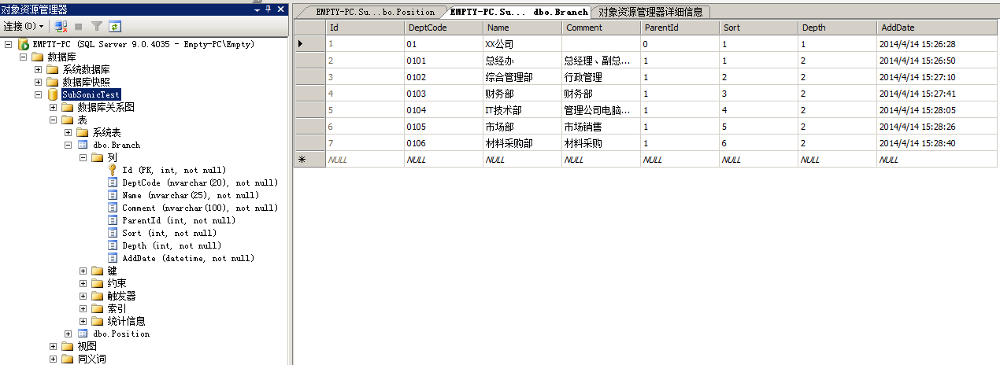 对象资源管理器
连接(O)
EMPTY-PC (SQL Server 9.0.4035 - Empty-PC\Empty)
数据库
系统数据库
数据库快照
SubSonicTest
数据库关系图
表
系统表
dbo.Branch
列
Id (PK, int, not null)
DeptCode (nvarchar(20), not null)
Name (nvarchar(25), not null)
Comment (nvarchar(100), not null)
ParentId (int, not null)
Sort (int, not null)
Depth (int, not null)
AddDate (datetime, not null)
键
约束
触发器
索引
统计信息
dbo.Position
视图
同义词
EMPTY-PC.Su...bo.Position EMPTY-PC.Su... dbo.Branch 对象资源管理器详细信息
Id DeptCode Name Comment ParentId Sort Depth AddDate
1 01 XX公司 0 1 1 2014/4/14 15:26:28
2 0101 总经办 总经理、副总... 1 1 2 2014/4/14 15:26:50
3 0102 综合管理部 行政管理 1 2 2 2014/4/14 15:27:10
4 0103 财务部 财务部 1 3 2 2014/4/14 15:27:41
5 0104 IT技术部 管理公司电脑... 1 4 2 2014/4/14 15:28:05
6 0105 市场部 市场销售 1 5 2 2014/4/14 15:28:26
7 0106 材料采购部 材料采购 1 6 2 2014/4/14 15:28:40
NULL NULL NULL NULL NULL NULL NULL NULL